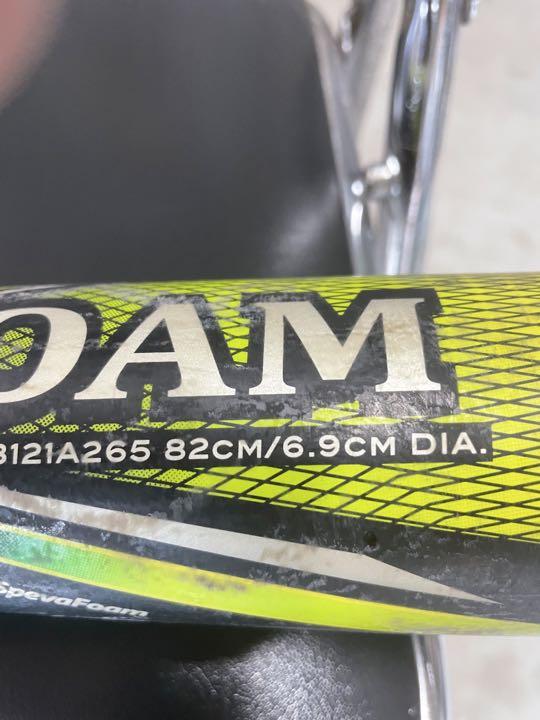 OAM
3121A265 82CM/6.9CM DIA.
SpevaFoam